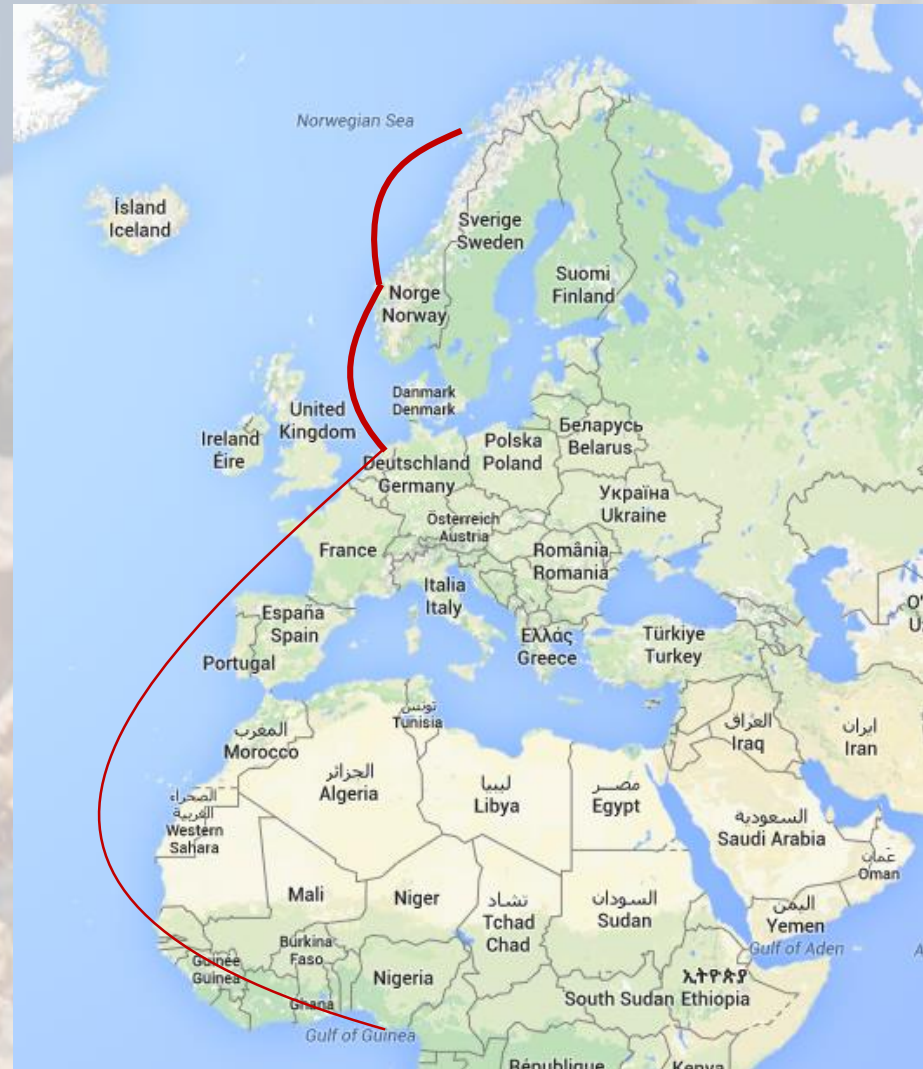 Norwegian Sea
Ísland
Iceland
Sverige
Sweden
Suomi
Finland
Norge
Norway
Danmark
Denmark
United
Kingdom
Ireland
Éire
Беларусь
Belarus
Polska
Poland
Deutschland
Germany
Україна
Ukraine
Österreich
Austria
France
România
Romania
Italia
Italy
España
Spain
Ελλάς
Greece
Türkiye
Turkey
Portugal
تونس
Tunisia
المغرب
Morocco
العراق
Iraq
ایران
Iran
الجزائر
Algeria
ليبيا
Libya
مصر
Egypt
الصحراء
الغربية
Western
Sahara
السعودية
Saudi Arabia
عمان
Oman
Mali
Niger
تشاد
Tchad
Chad
السودان
Sudan
اليمن
Yemen
Gulf of Aden
Burkina
Faso
Guinée
Guinea
Nigeria
ኢትዮጵያ
South Sudan Ethiopia
Ghana
Gulf of Guinea
République
Kenya